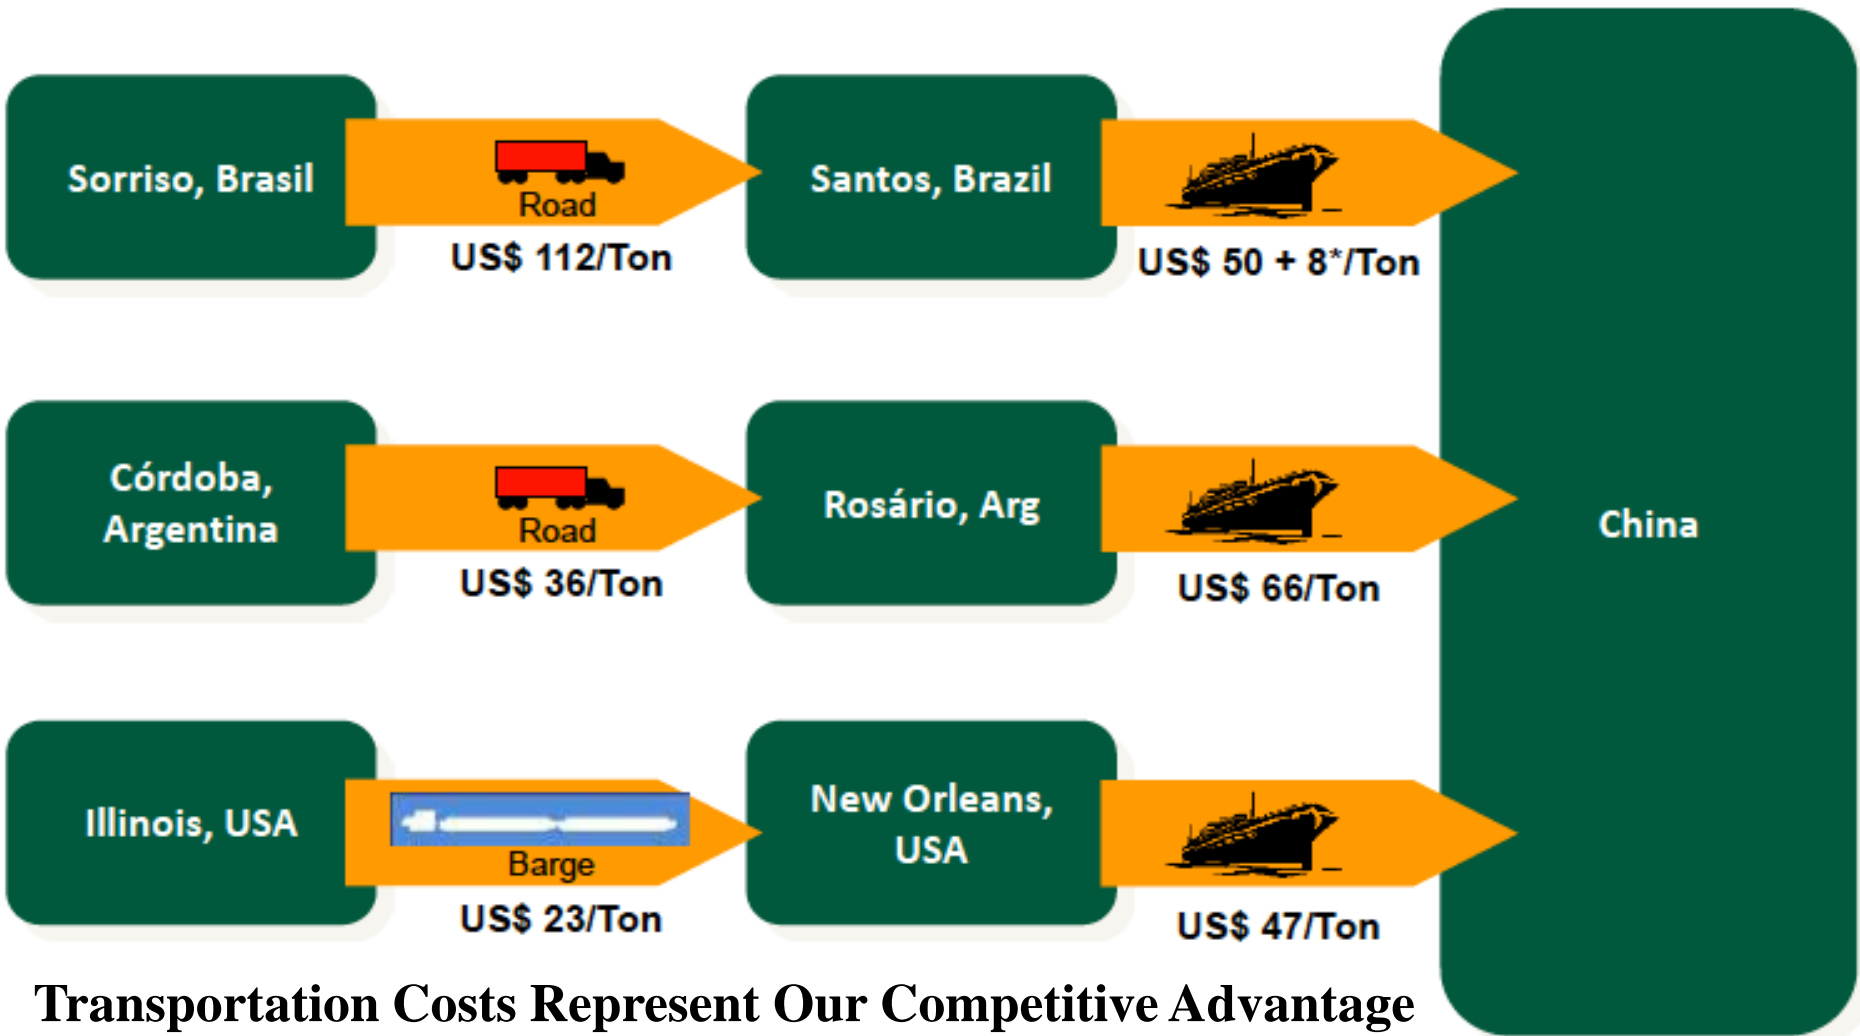 Sorriso, Brasil
Road
US$ 112/Ton
Santos, Brazil
US$ 50 + 8*/Ton
Córdoba,
Argentina
Road
US$ 36/Ton
Rosário, Arg
US$ 66/Ton
China
Illinois, USA
Barge
US$ 23/Ton
New Orleans,
USA
US$ 47/Ton
Transportation Costs Represent Our Competitive Advantage